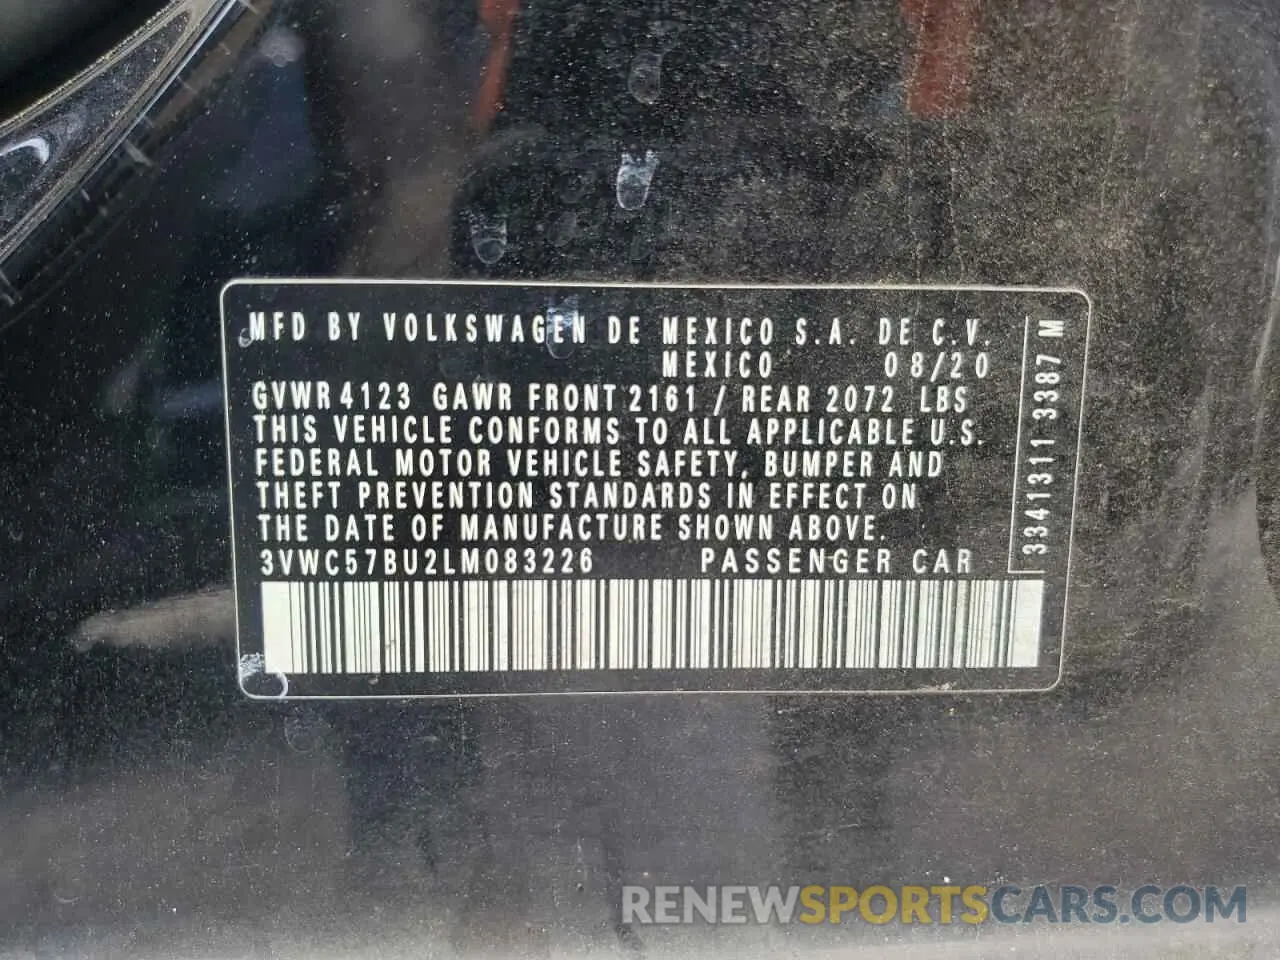 MFD BY VOLKSWAGEN DE MEXICO S.A. DE C.V.
MEXICO 08/20
GVWR 4123 GAWR FRONT 2161 / REAR 2072 LBS
THIS VEHICLE CONFORMS TO ALL APPLICABLE U.S.
FEDERAL MOTOR VEHICLE SAFETY, BUMPER AND
THEFT PREVENTION STANDARDS IN EFFECT ON
THE DATE OF MANUFACTURE SHOWN ABOVE.
3VWC57BU2LM083226 PASSENGER CAR
3341311 3387 M
RENEWSPORTSCARS.COM